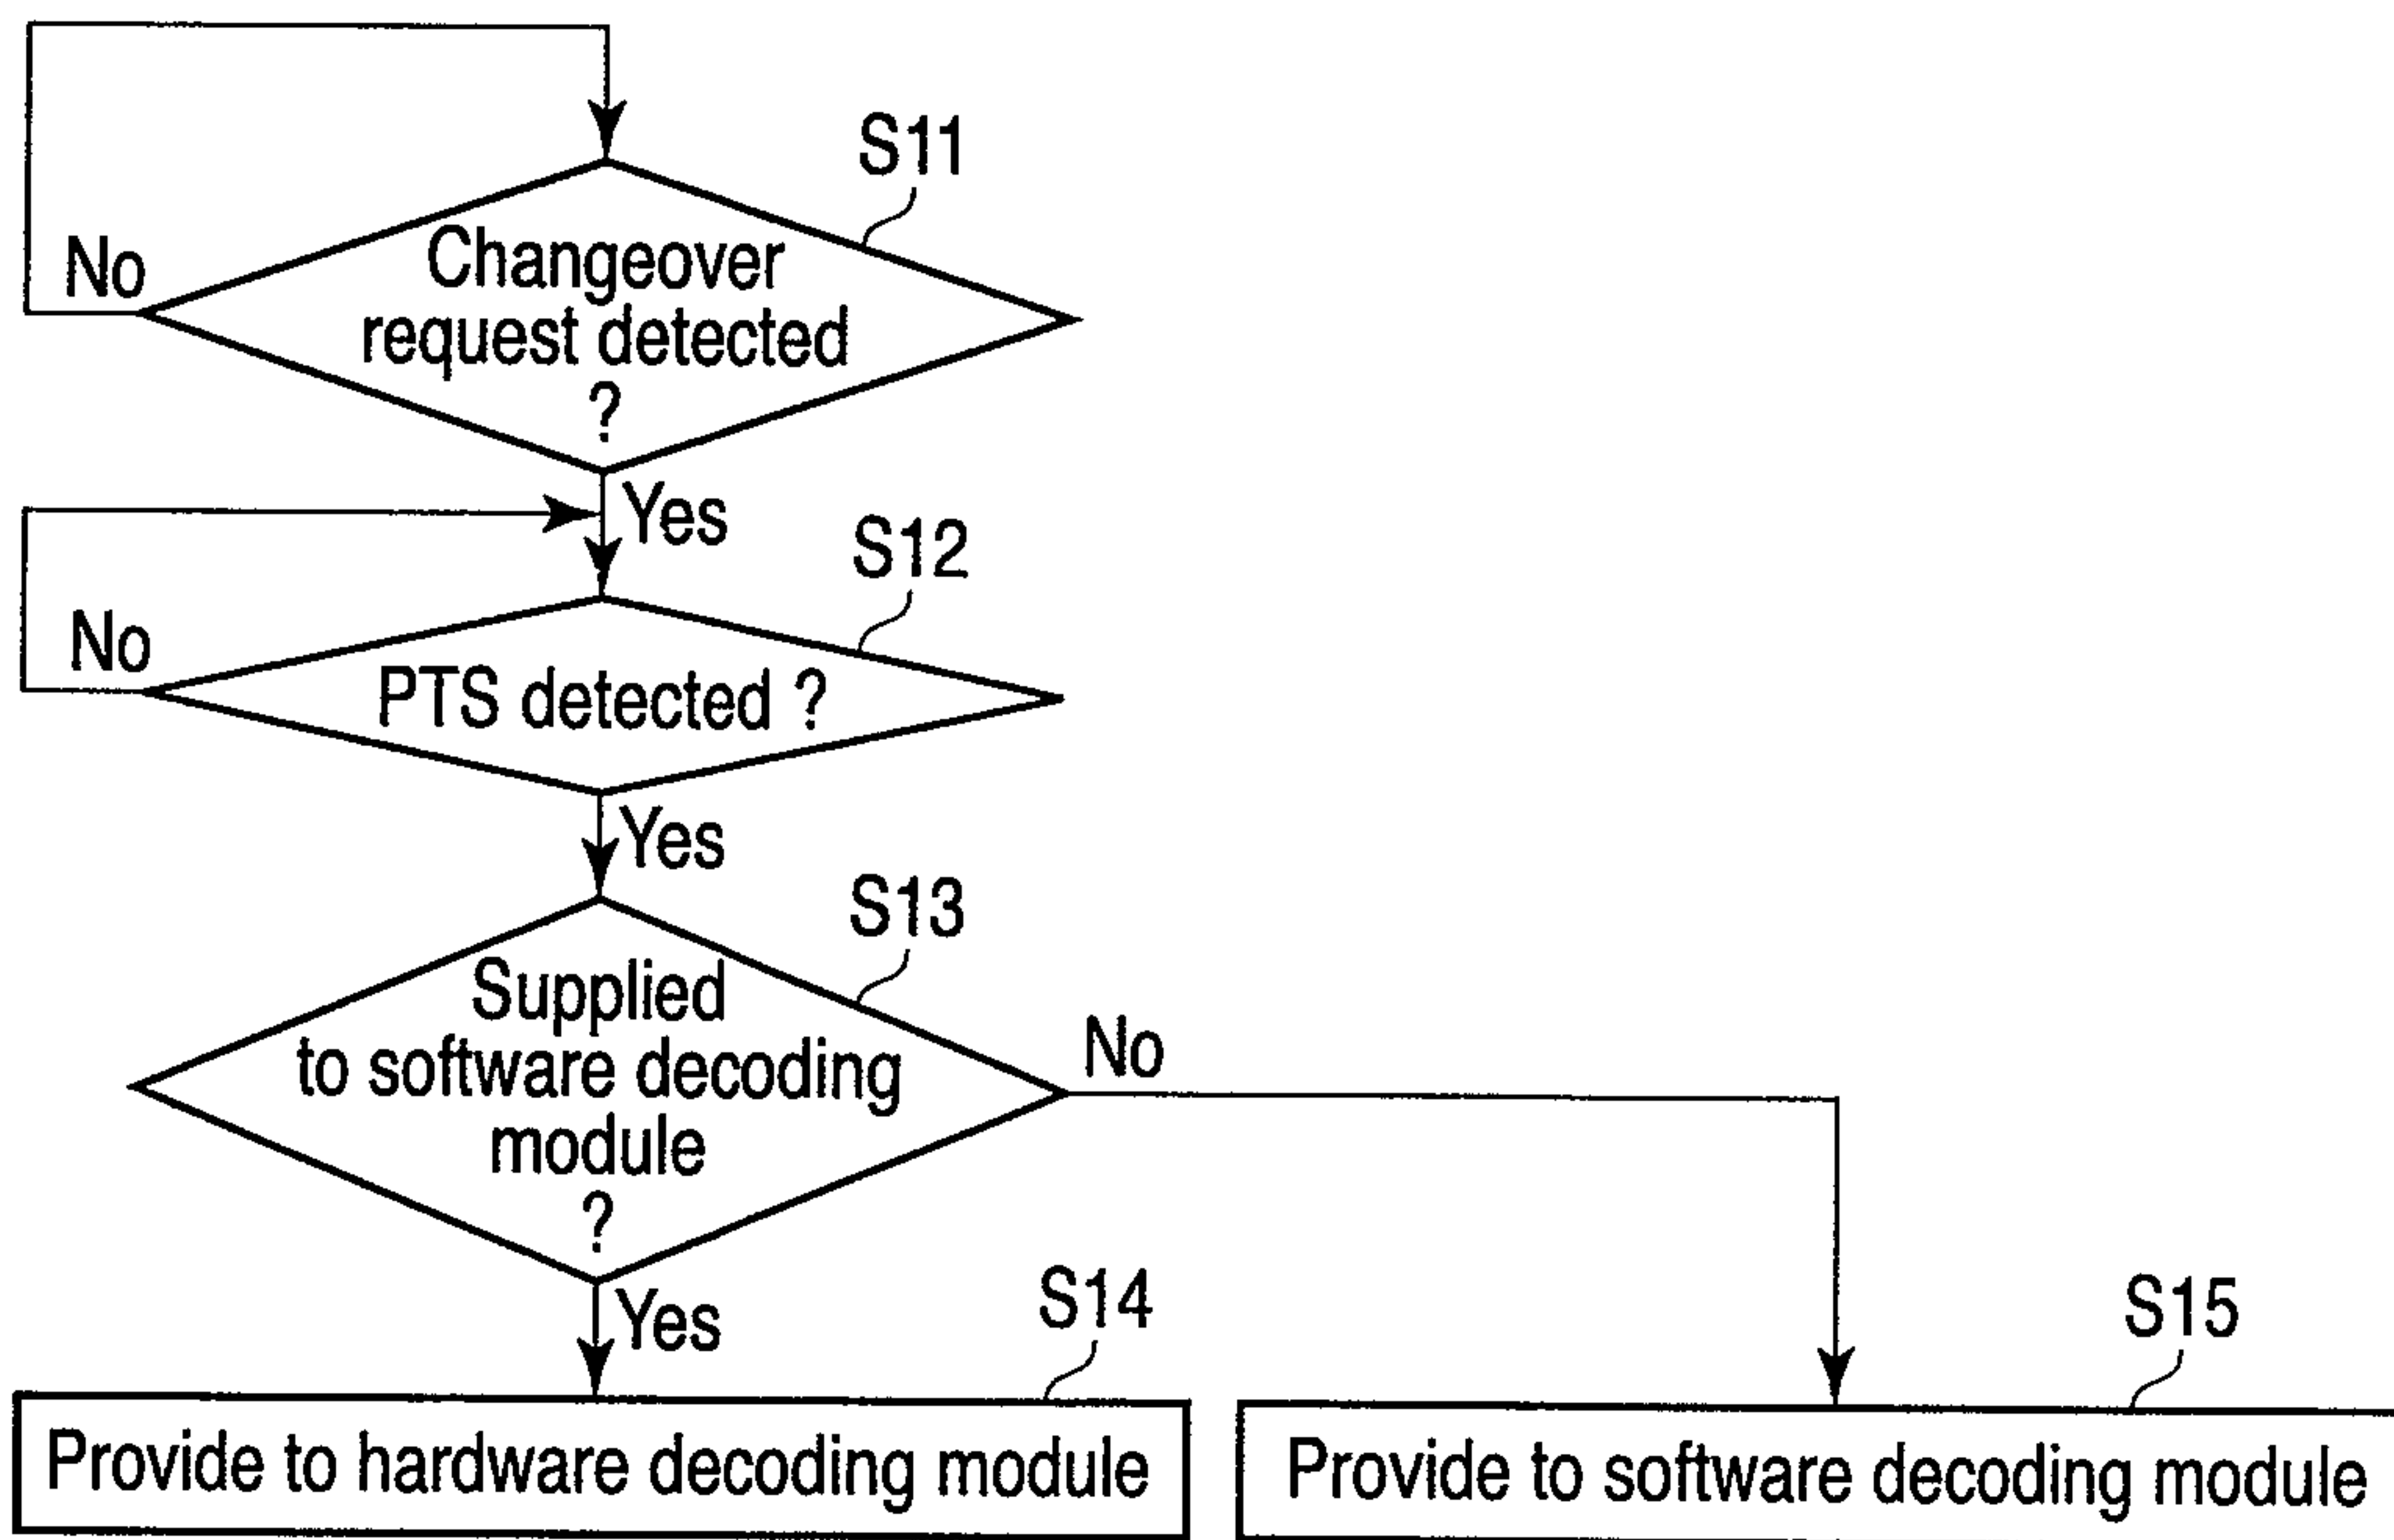 S11
Changeover
request detected
?
No
Yes
S12
PTS detected ?
No
Yes
S13
Supplied
to software decoding
module
?
No
Yes
S14
Provide to hardware decoding module
S15
Provide to software decoding module